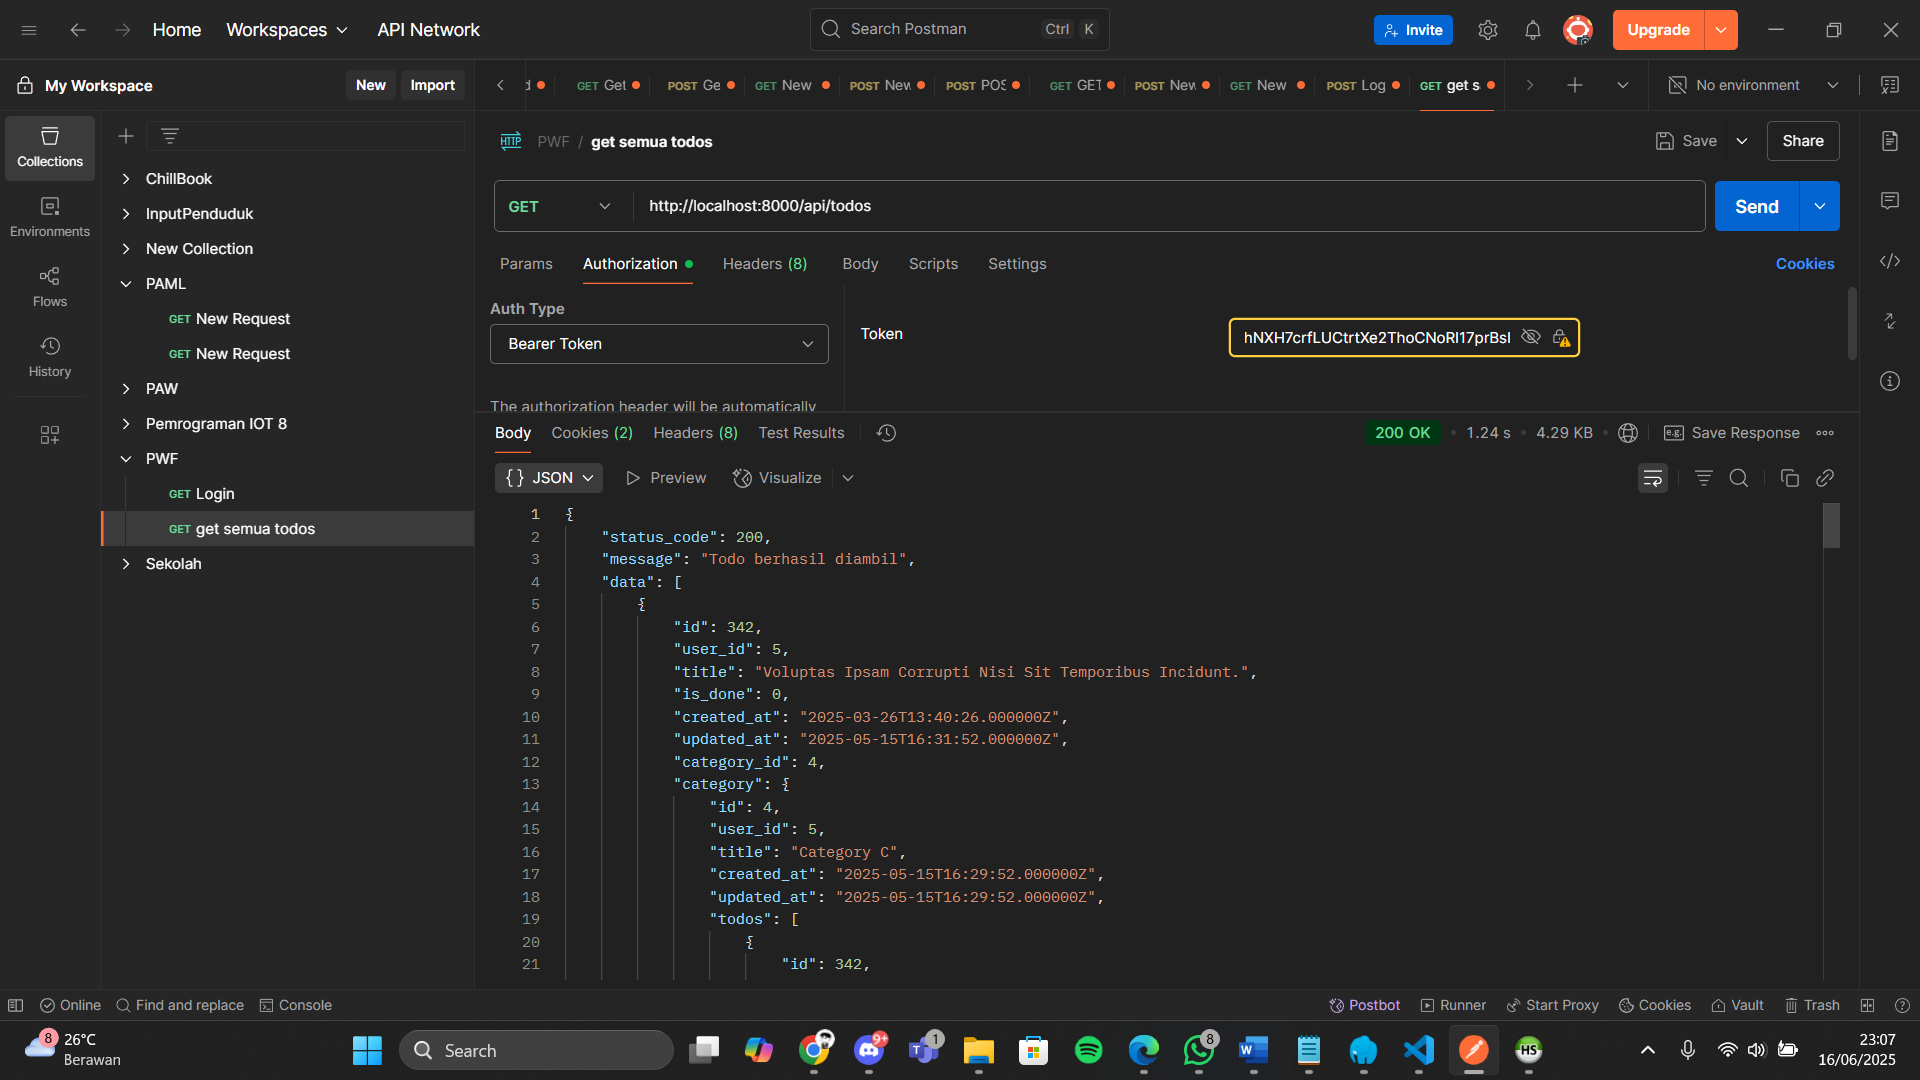 Home
Workspaces
API Network
Search Postman
Ctrl K
Invite
Upgrade
My Workspace
New
Import
d
GET Get
POST Ge
GET New
POST New
POST POS
GET GET
POST New
GET New
POST Log
GET get s
No environment
Collections
Environments
Flows
History
ChillBook
InputPenduduk
New Collection
PAML
GET New Request
GET New Request
PAW
Pemrograman IOT 8
PWF
GET Login
GET get semua todos
Sekolah
HTTP PWF / get semua todos
Save
Share
GET http://localhost:8000/api/todos
Send
Params Authorization Headers (8) Body Scripts Settings
Cookies
Auth Type
Bearer Token
The authorization header will be automatically
Token
hNXH7crfLUCtrtXe2ThoCNoRI17prBsI
Body Cookies (2) Headers (8) Test Results
200 OK • 1.24 s • 4.29 KB
e.g. Save Response
{} JSON Preview Visualize
1 {
2 "status_code": 200,
3 "message": "Todo berhasil diambil",
4 "data": [
5 {
6 "id": 342,
7 "user_id": 5,
8 "title": "Voluptas Ipsam Corrupti Nisi Sit Temporibus Incidunt.",
9 "is_done": 0,
10 "created_at": "2025-03-26T13:40:26.000000Z",
11 "updated_at": "2025-05-15T16:31:52.000000Z",
12 "category_id": 4,
13 "category": {
14 "id": 4,
15 "user_id": 5,
16 "title": "Category C",
17 "created_at": "2025-05-15T16:29:52.000000Z",
18 "updated_at": "2025-05-15T16:29:52.000000Z",
19 "todos": [
20 {
21 "id": 342,
Online
Find and replace
Console
Postbot
Runner
Start Proxy
Cookies
Vault
Trash
8
26°C
Berawan
Search
9+
1
8
HS
23:07
16/06/2025